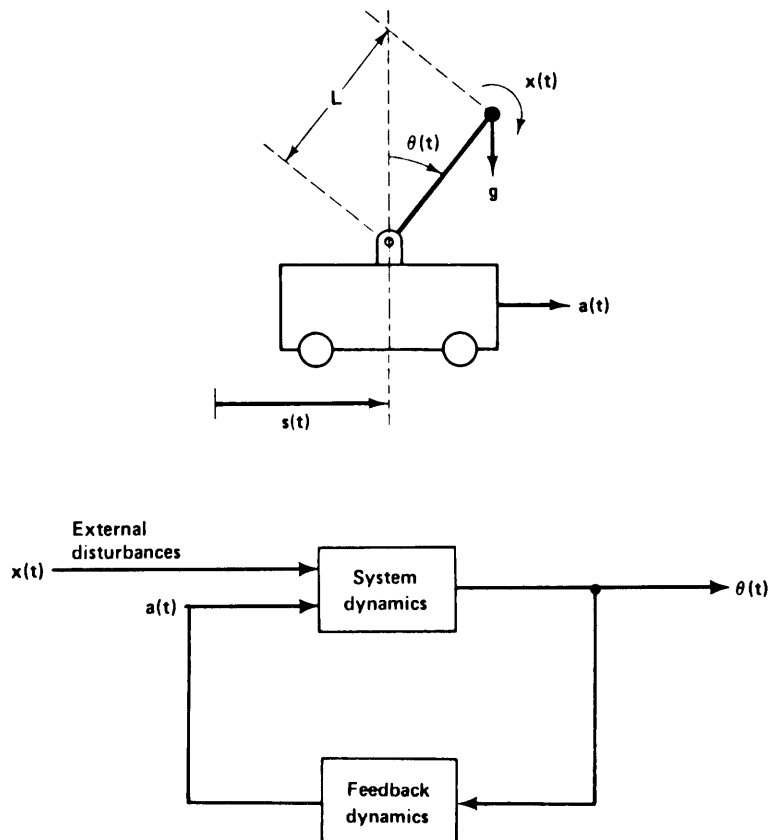 L
x(t)
θ(t)
g
a(t)
s(t)
External
disturbances
x(t)
System
dynamics
a(t)
θ(t)
Feedback
dynamics